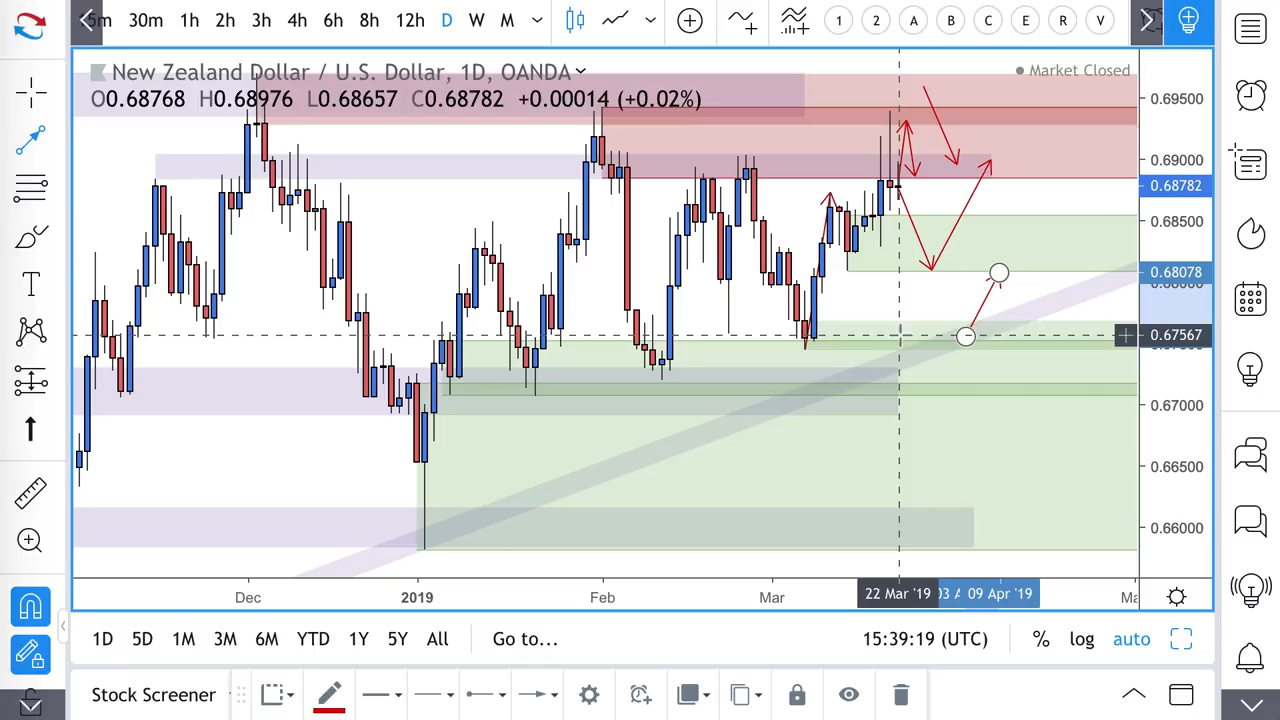 5m 30m 1h 2h 3h 4h 6h 8h 12h D W M 1 2 A B C E R V
New Zealand Dollar / U.S. Dollar, 1D, OANDA
Market Closed
O0.68768 H0.68976 L0.68657 C0.68782 +0.00014 (+0.02%)
0.69500
0.69000
0.68782
0.68500
0.68078
0.68000
0.67567
0.67000
0.66500
0.66000
22 Mar '19 03 A 09 Apr '19
Dec 2019 Feb Mar Ma
1D 5D 1M 3M 6M YTD 1Y 5Y All Go to... 15:39:19 (UTC) % log auto
Stock Screener